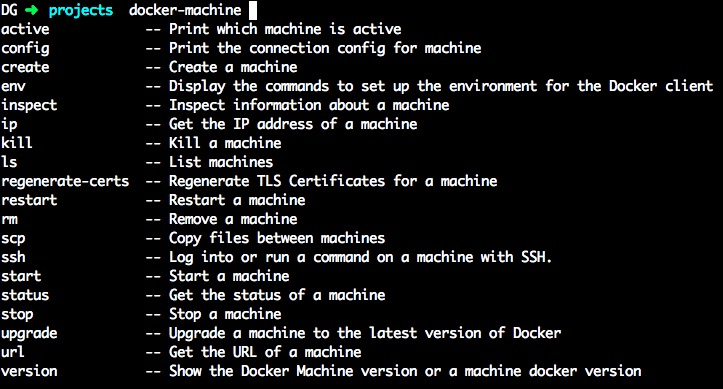 DG ➜ projects docker-machine
active -- Print which machine is active
config -- Print the connection config for machine
create -- Create a machine
env -- Display the commands to set up the environment for the Docker client
inspect -- Inspect information about a machine
ip -- Get the IP address of a machine
kill -- Kill a machine
ls -- List machines
regenerate-certs -- Regenerate TLS Certificates for a machine
restart -- Restart a machine
rm -- Remove a machine
scp -- Copy files between machines
ssh -- Log into or run a command on a machine with SSH.
start -- Start a machine
status -- Get the status of a machine
stop -- Stop a machine
upgrade -- Upgrade a machine to the latest version of Docker
url -- Get the URL of a machine
version -- Show the Docker Machine version or a machine docker version